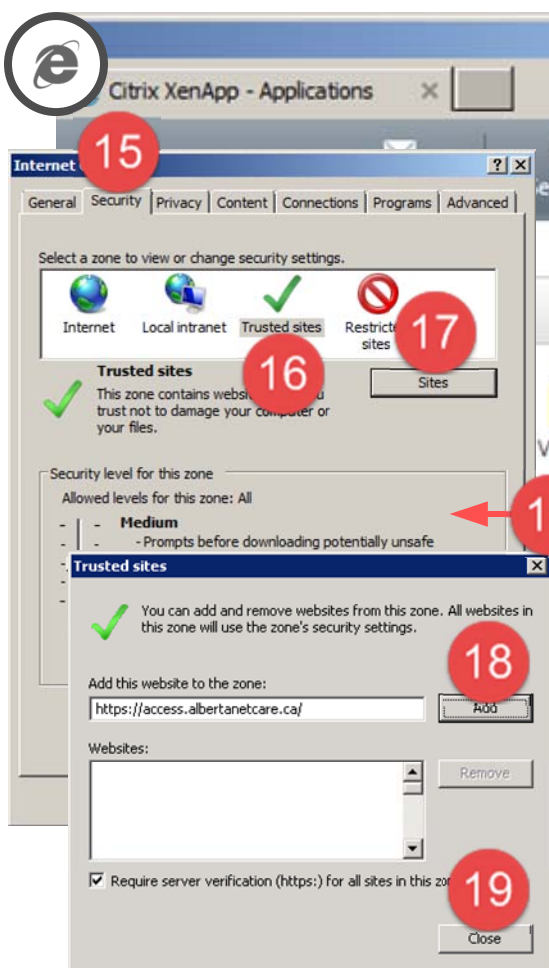 Citrix XenApp - Applications
15
Internet
General Security Privacy Content Connections Programs Advanced
Select a zone to view or change security settings.
Internet Local intranet Trusted sites Restricte
sites
17
16
Trusted sites
This zone contains
trust not to damage your computer or
your files.
Sites
Security level for this zone
Allowed levels for this zone: All
1
- Medium
- Prompts before downloading potentially unsafe
Trusted sites
You can add and remove websites from this zone. All websites in
this zone will use the zone's security settings.
18
Add this website to the zone:
https://access.albertanetcare.ca/
Add
Websites:
Remove
Require server verification (https:) for all sites in this
19
Close